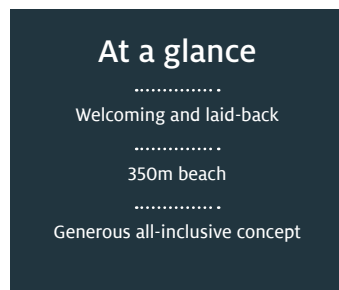 At a glance
Welcoming and laid-back
350m beach
Generous all-inclusive concept